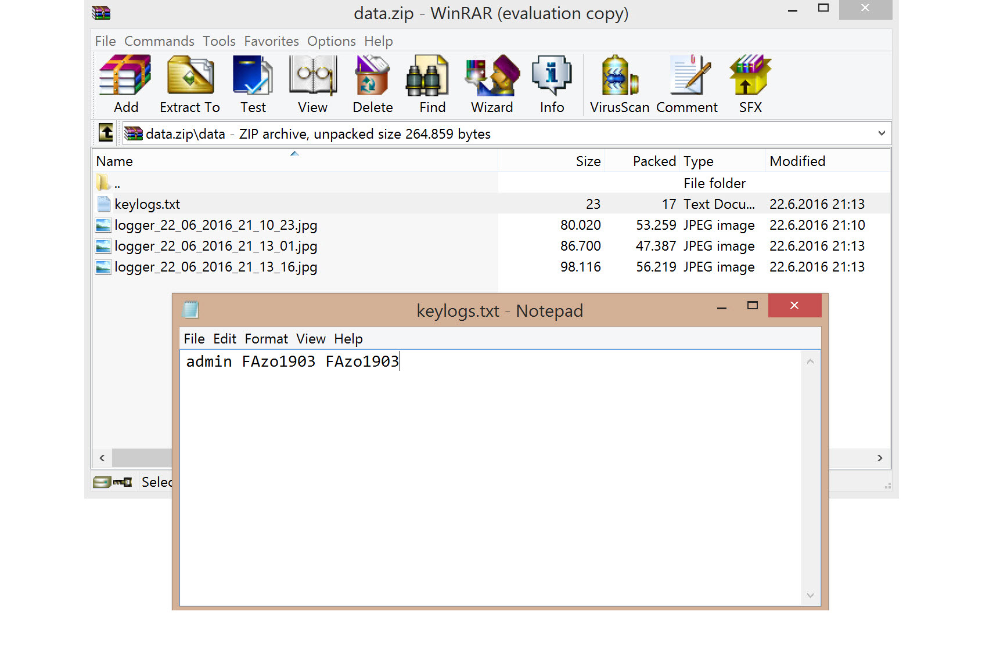 data.zip - WinRAR (evaluation copy)
File Commands Tools Favorites Options Help
Add Extract To Test View Delete Find Wizard Info VirusScan Comment SFX
data.zip\data - ZIP archive, unpacked size 264.859 bytes
Name Size Packed Type Modified
.. File folder
keylogs.txt 23 17 Text Docu... 22.6.2016 21:13
logger_22_06_2016_21_10_23.jpg 80.020 53.259 JPEG image 22.6.2016 21:10
logger_22_06_2016_21_13_01.jpg 86.700 47.387 JPEG image 22.6.2016 21:13
logger_22_06_2016_21_13_16.jpg 98.116 56.219 JPEG image 22.6.2016 21:13
keylogs.txt - Notepad
File Edit Format View Help
admin FAzo1903 FAzo1903
Selec